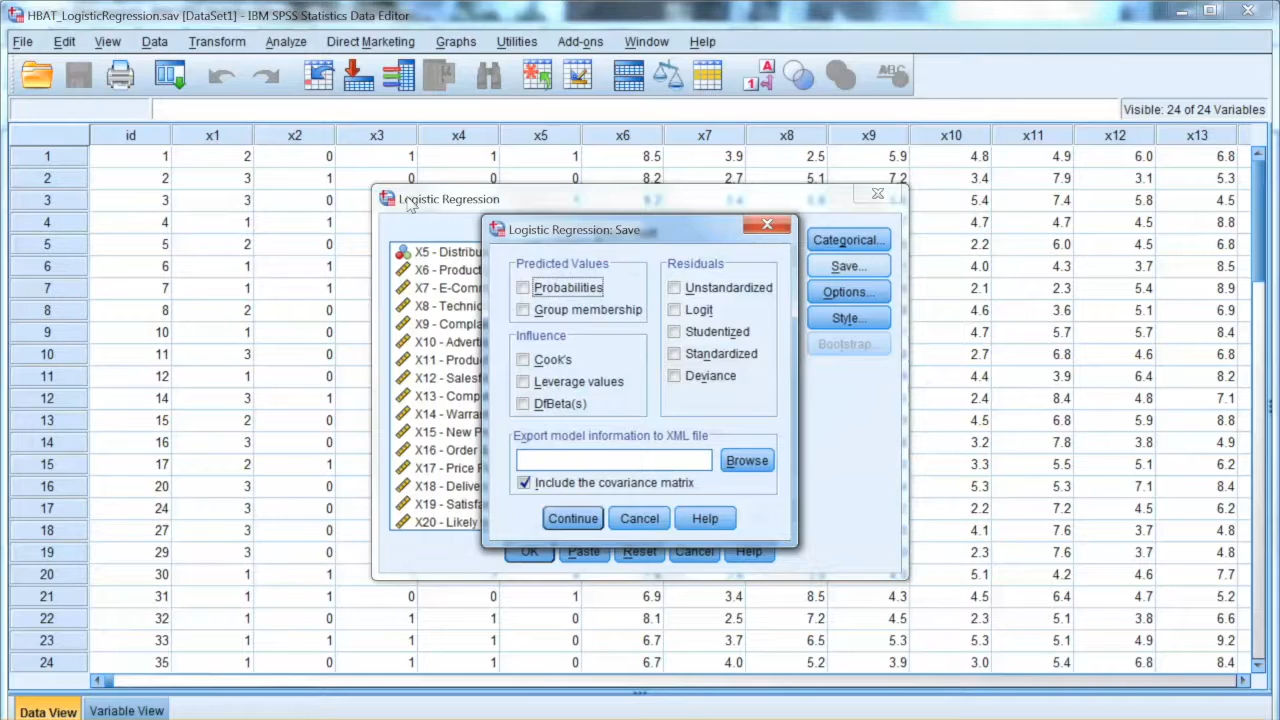 HBAT_LogisticRegression.sav [DataSet1] - IBM SPSS Statistics Data Editor
File Edit View Data Transform Analyze Direct Marketing Graphs Utilities Add-ons Window Help
Visible: 24 of 24 Variables
id x1 x2 x3 x4 x5 x6 x7 x8 x9 x10 x11 x12 x13
1 1 2 0 1 1 1 8.5 3.9 2.5 5.9 4.8 4.9 6.0 6.8
2 2 3 1 0 0 0 8.2 2.7 5.1 7.2 3.4 7.9 3.1 5.3
3 3 3 0 5.4 7.4 5.8 4.5
4 4 1 0 4.7 4.7 4.5 8.8
5 5 2 0 2.2 6.0 4.5 6.8
6 6 1 0 4.0 4.3 3.7 8.5
7 7 1 0 2.1 2.3 5.4 8.9
8 8 2 0 4.6 3.6 5.1 6.9
9 10 1 0 4.7 5.7 5.7 8.4
10 11 2 0 2.7 6.8 4.6 6.8
11 12 1 0 4.4 3.9 6.4 8.2
12 14 3 1 2.4 8.4 4.8 7.1
13 15 2 0 4.6 6.8 5.9 8.8
14 16 3 0 3.2 7.8 3.8 4.9
15 17 2 1 3.3 5.5 5.1 6.2
16 20 3 0 5.3 5.3 7.1 8.4
17 24 3 0 2.2 7.2 4.5 6.2
18 27 3 1 4.1 7.6 3.7 4.8
19 29 3 0 2.3 7.6 3.7 4.8
20 30 1 1 5.1 4.2 4.6 7.7
21 31 1 1 0 0 1 6.9 3.4 8.5 4.3 4.5 6.4 4.7 5.2
22 32 1 0 1 1 0 8.1 2.5 7.2 4.5 2.3 5.1 3.8 6.6
23 33 1 0 1 1 0 6.7 3.7 6.5 5.3 5.3 5.1 4.9 9.2
24 35 1 0 1 1 0 6.7 4.0 5.2 3.9 3.0 5.4 6.8 8.4
Logistic Regression
X5 - Distribu
X6 - Product
X7 - E-Com
X8 - Technic
X9 - Compla
X10 - Advert
X11 - Produ
X12 - Salesf
X13 - Comp
X14 - Warra
X15 - New P
X16 - Order
X17 - Price F
X18 - Delive
X19 - Satisfa
X20 - Likely
Categorical...
Save...
Options...
Style...
Bootstrap...
OK Paste Reset Cancel Help
Logistic Regression: Save
Predicted Values
Probabilities
Group membership
Influence
Cook's
Leverage values
DfBeta(s)
Residuals
Unstandardized
Logit
Studentized
Standardized
Deviance
Export model information to XML file
Browse
Include the covariance matrix
Continue Cancel Help
Data View Variable View